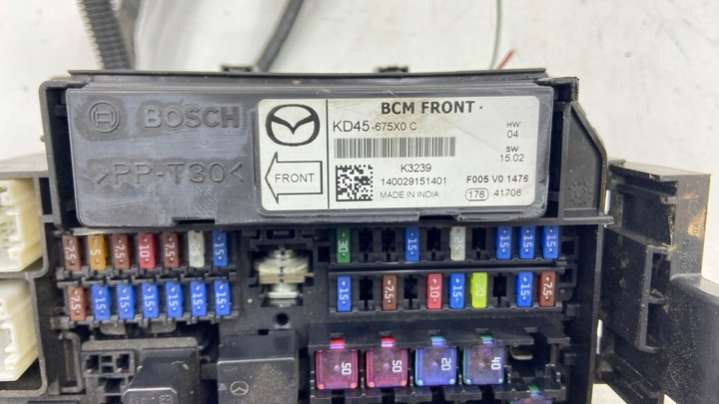 BOSCH
>PP-T30<
BCM FRONT
KD45-675X0 C
HW
04
SW
15.02
FRONT
K3239
140029151401
MADE IN INDIA
F005 V0 1476
176 41706
7.5 5 7.5 10 7.5 15
30 15 15 15 15
7.5 15 15 15 15 15 15
15 7.5 10 15 20 15 7.5
50 50 20 40